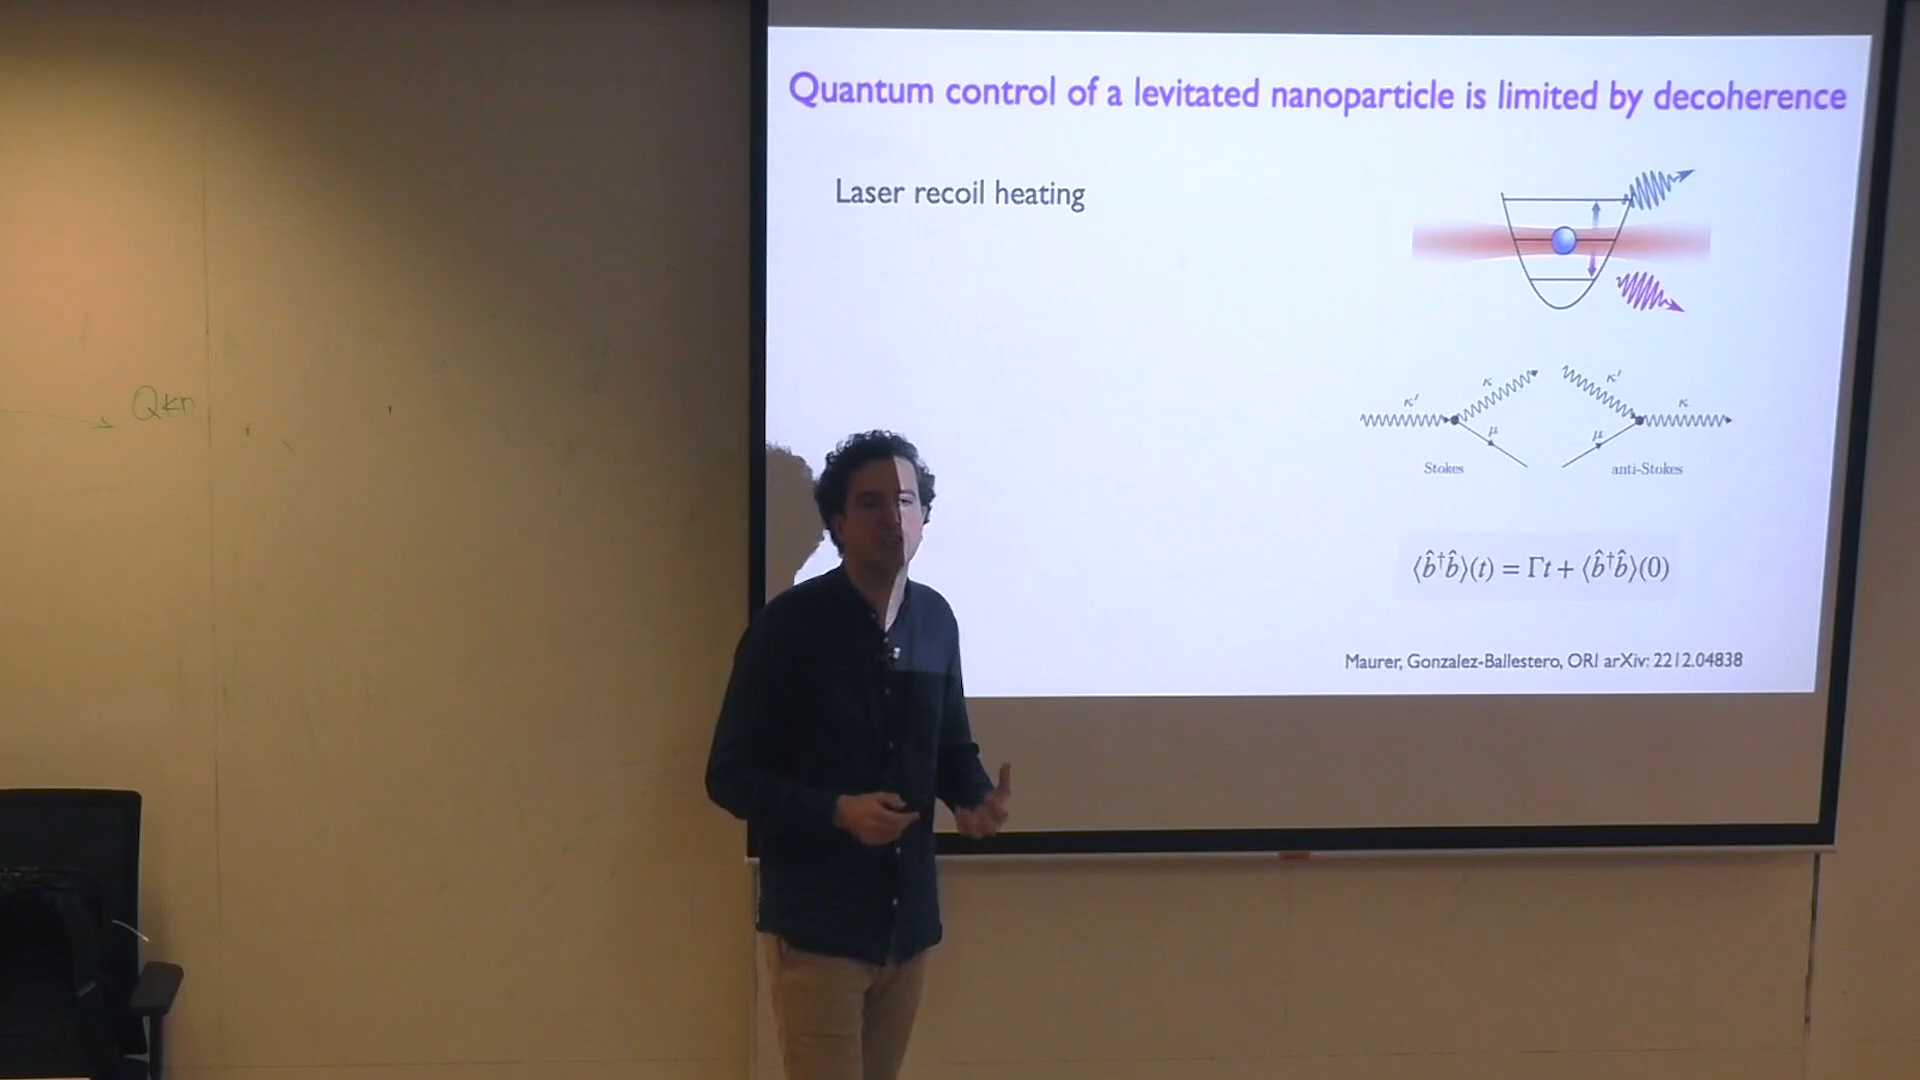 Quantum control of a levitated nanoparticle is limited by decoherence
Laser recoil heating
κ' κ μ Stokes
κ' κ μ anti-Stokes
⟨b̂†b̂⟩(t) = Γt + ⟨b̂†b̂⟩(0)
Maurer, Gonzalez-Ballestero, ORI arXiv: 2212.04838